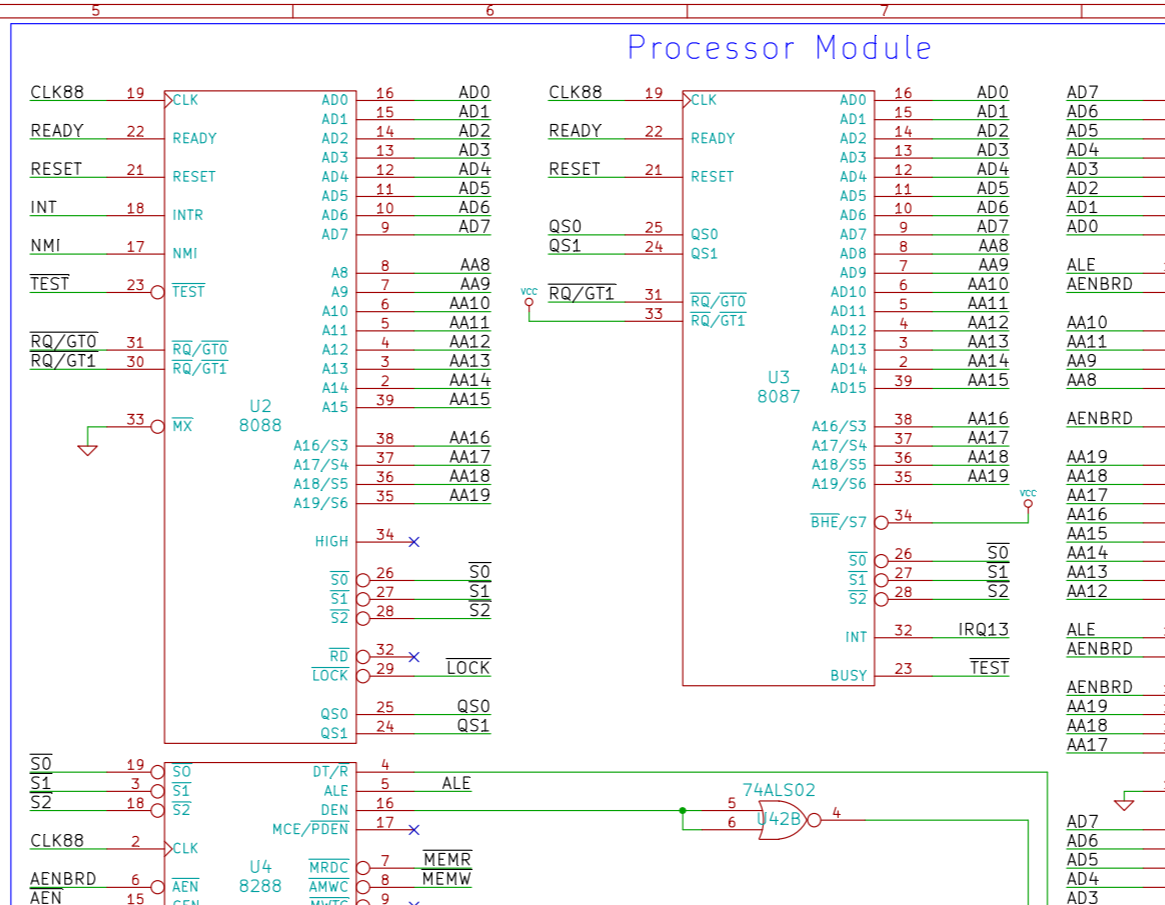 5 6 7
Processor Module
CLK88 19 CLK AD0 16 AD0 CLK88 19 CLK AD0 16 AD0 AD7
AD1 15 AD1 AD1 15 AD1 AD6
READY 22 READY AD2 14 AD2 READY 22 READY AD2 14 AD2 AD5
AD3 13 AD3 AD3 13 AD3 AD4
RESET 21 RESET AD4 12 AD4 RESET 21 RESET AD4 12 AD4 AD3
AD5 11 AD5 AD5 11 AD5 AD2
INT 18 INTR AD6 10 AD6 AD6 10 AD6 AD1
AD7 9 AD7 QS0 25 QS0 AD7 9 AD7 AD0
NMI 17 NMI QS1 24 QS1 AD8 8 AA8
A8 8 AA8 AD9 7 AA9 ALE
TEST 23 TEST A9 7 AA9 VCC RQ/GT1 31 RQ/GT0 AD10 6 AA10 AENBRD
A10 6 AA10 33 RQ/GT1 AD11 5 AA11
A11 5 AA11 AD12 4 AA12 AA10
RQ/GT0 31 RQ/GT0 A12 4 AA12 AD13 3 AA13 AA11
RQ/GT1 30 RQ/GT1 A13 3 AA13 AD14 2 AA14 AA9
A14 2 AA14 U3 AD15 39 AA15 AA8
U2 A15 39 AA15 8087
33 MX 8088 A16/S3 38 AA16 AENBRD
A16/S3 38 AA16 A17/S4 37 AA17
A17/S4 37 AA17 A18/S5 36 AA18 AA19
A18/S5 36 AA18 A19/S6 35 AA19 AA18
A19/S6 35 AA19 VCC AA17
BHE/S7 34 AA16
HIGH 34 AA15
S0 26 S0 AA14
S0 26 S0 S1 27 S1 AA13
S1 27 S1 S2 28 S2 AA12
S2 28 S2
INT 32 IRQ13 ALE
RD 32 AENBRD
LOCK 29 LOCK BUSY 23 TEST
AENBRD
QS0 25 QS0 AA19
QS1 24 QS1 AA18
AA17
S0 19 S0 DT/R 4
S1 3 S1 ALE 5 ALE 74ALS02
S2 18 S2 DEN 16 5
MCE/PDEN 17 6 U42B 4 AD7
CLK88 2 CLK AD6
U4 MRDC 7 MEMR AD5
AENBRD 6 AEN 8288 AMWC 8 MEMW AD4
AEN 15 CEN MWTC 9 AD3